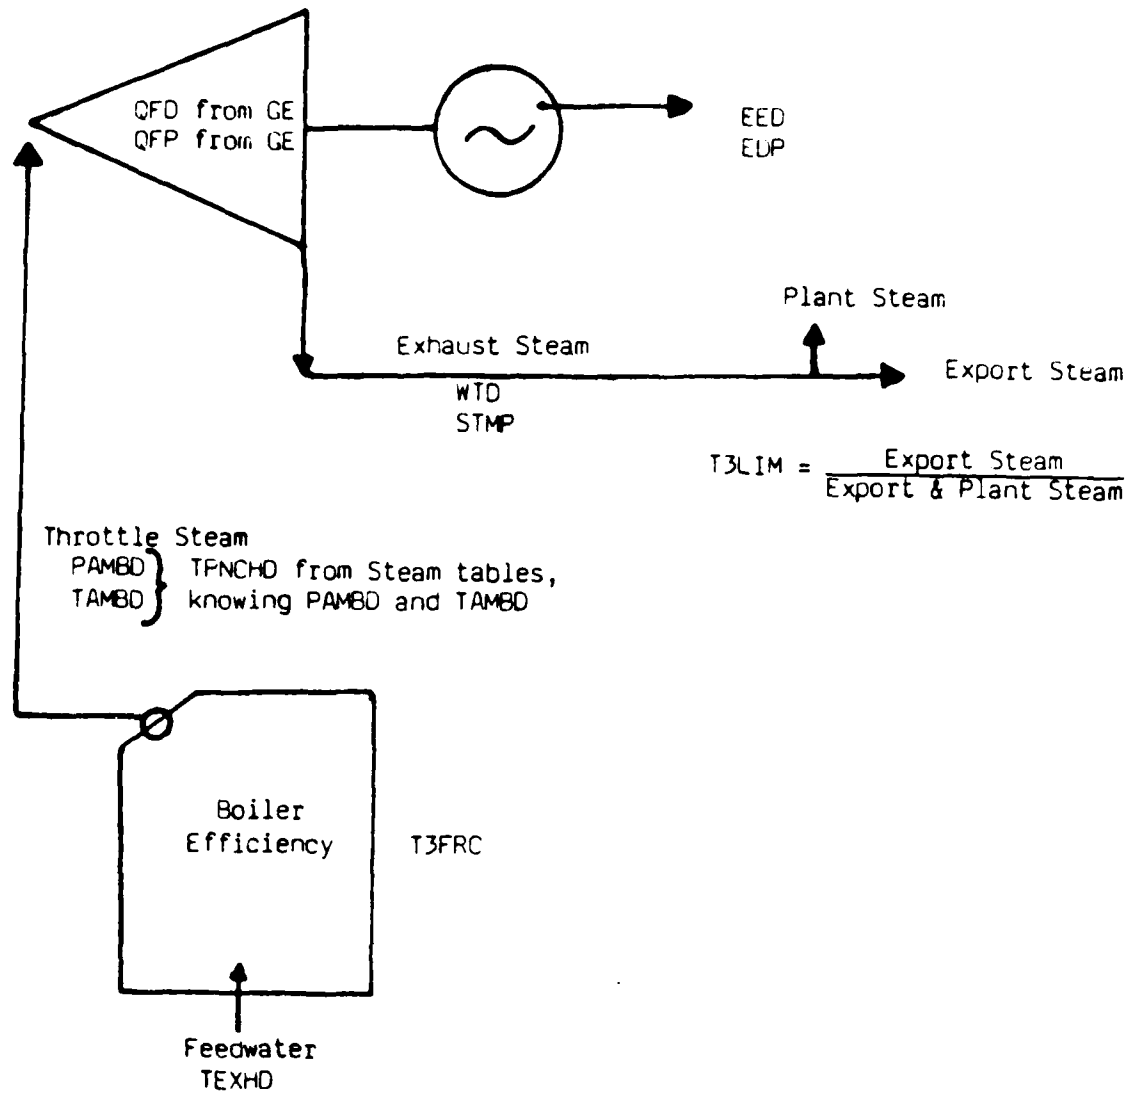 QFD from GE
QFP from GE
EED
EDP
Plant Steam
Exhaust Steam
Export Steam
WTD
STMP
T3LIM = Export Steam
Export & Plant Steam
Throttle Steam
PAMBD } TPNCHD from Steam tables,
TAMBD knowing PAMBD and TAMBD
Boiler
Efficiency
T3FRC
Feedwater
TEXHD